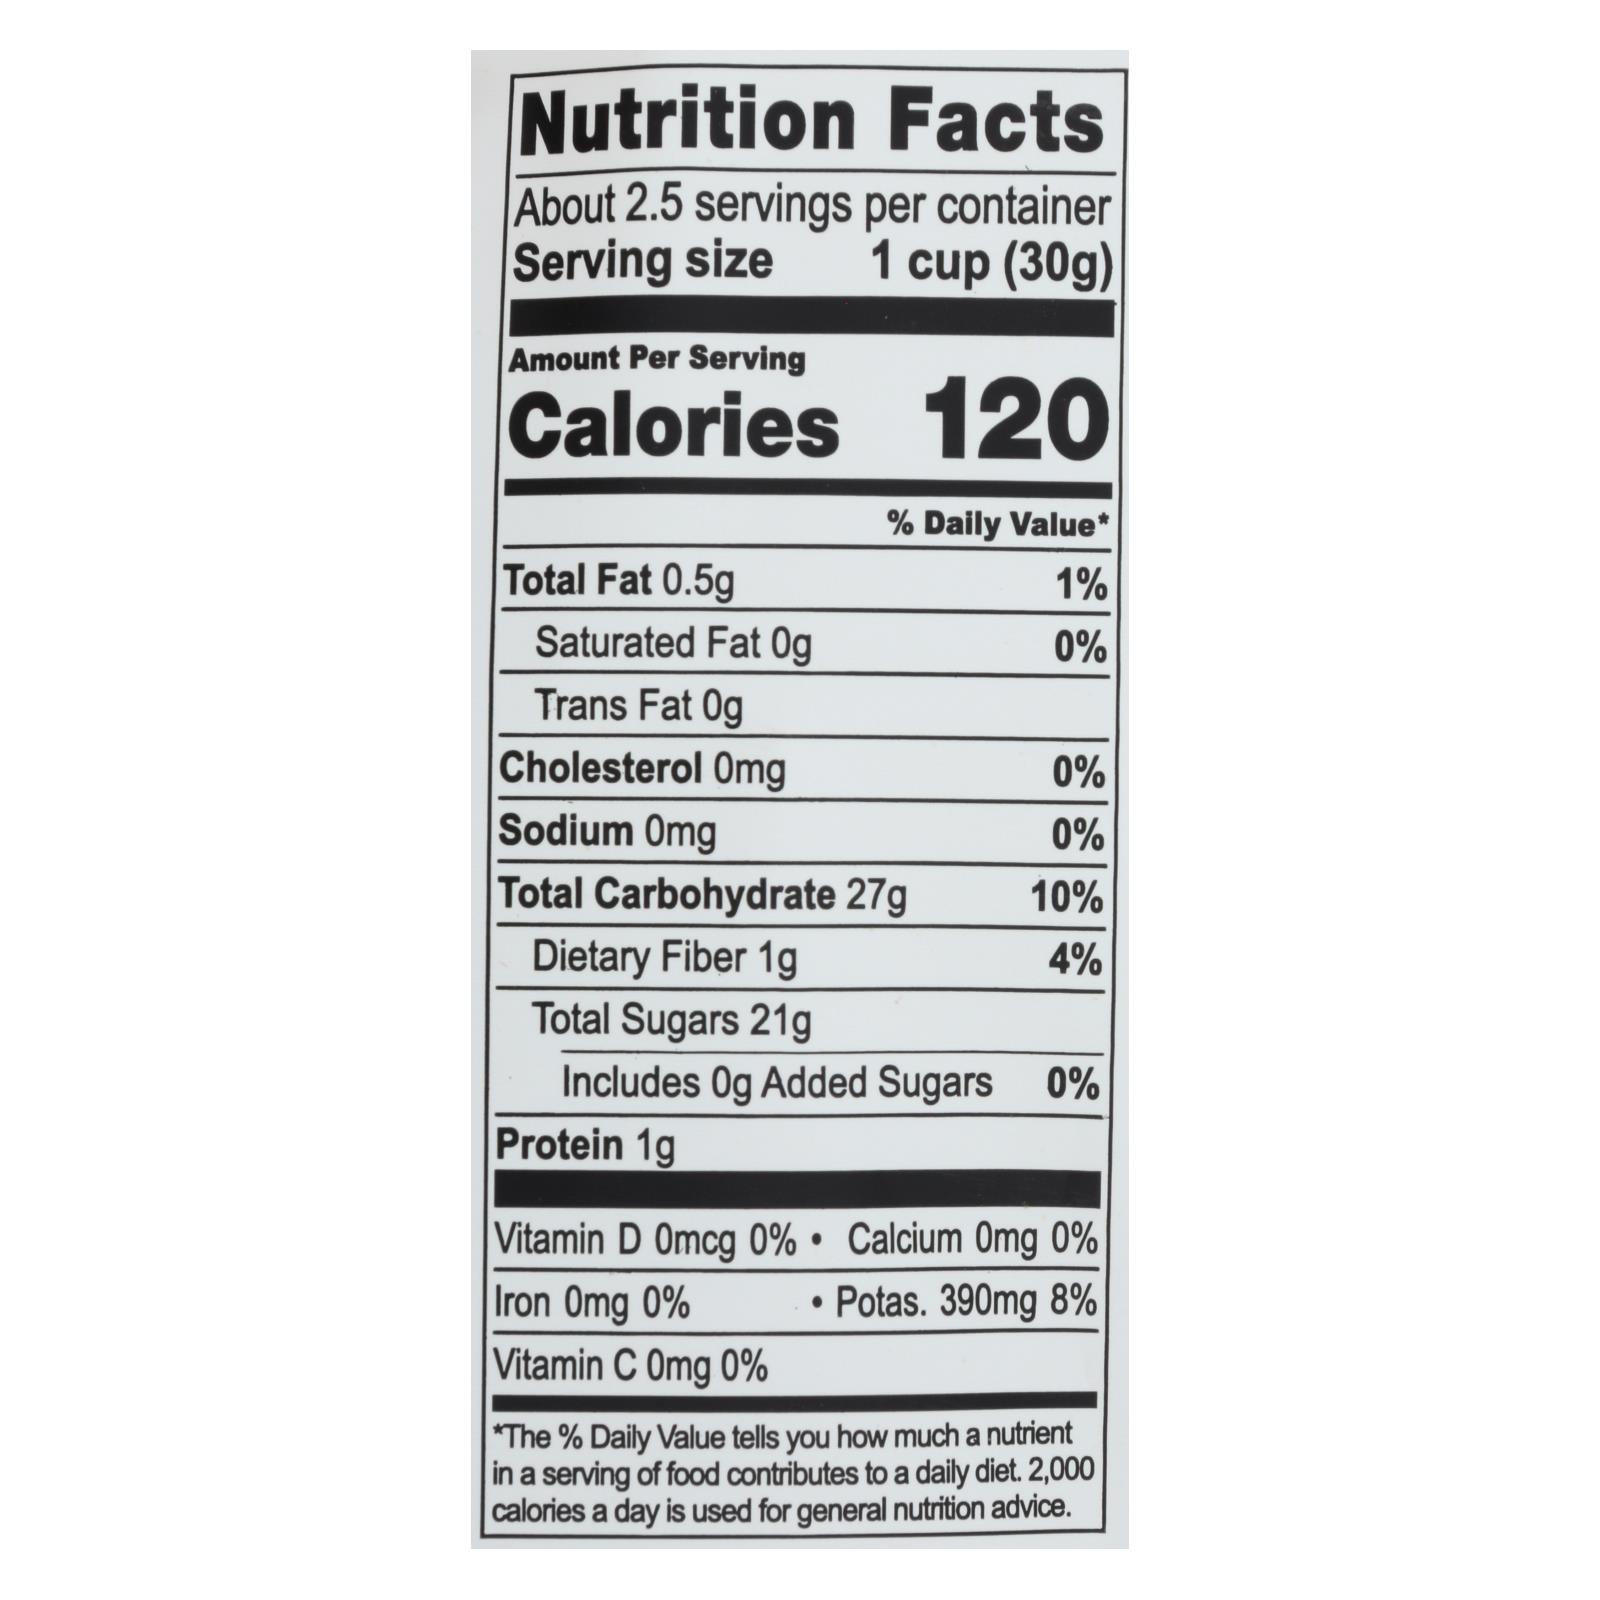 Nutrition Facts
About 2.5 servings per container
Serving size 1 cup (30g)
Amount Per Serving
Calories 120
% Daily Value*
Total Fat 0.5g 1%
Saturated Fat 0g 0%
Trans Fat 0g
Cholesterol 0mg 0%
Sodium 0mg 0%
Total Carbohydrate 27g 10%
Dietary Fiber 1g 4%
Total Sugars 21g
Includes 0g Added Sugars 0%
Protein 1g
Vitamin D 0mcg 0% • Calcium 0mg 0%
Iron 0mg 0% • Potas. 390mg 8%
Vitamin C 0mg 0%
*The % Daily Value tells you how much a nutrient
in a serving of food contributes to a daily diet. 2,000
calories a day is used for general nutrition advice.